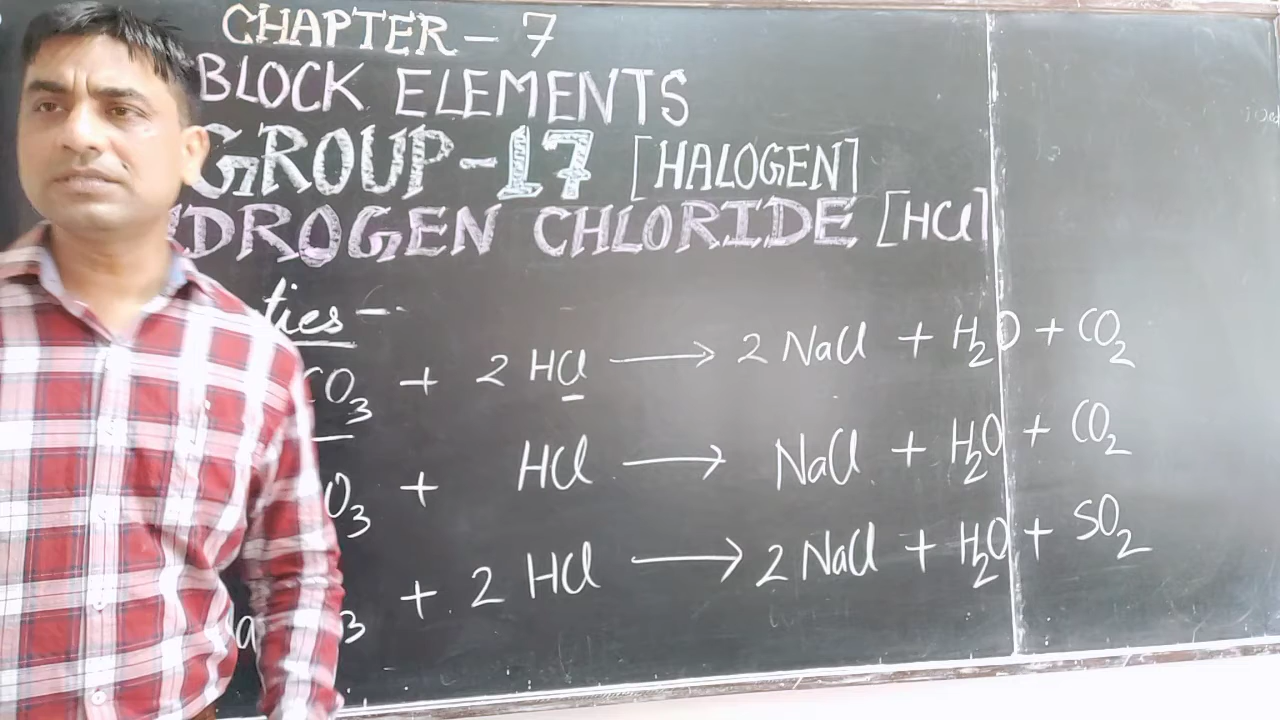 CHAPTER - 7
BLOCK ELEMENTS
GROUP-17 [HALOGEN]
DROGEN CHLORIDE [HCl]
ties -
CO3 + 2 HCl → 2 NaCl + H2O + CO2
O3 + HCl → NaCl + H2O + CO2
a 3 + 2 HCl → 2 NaCl + H2O + SO2